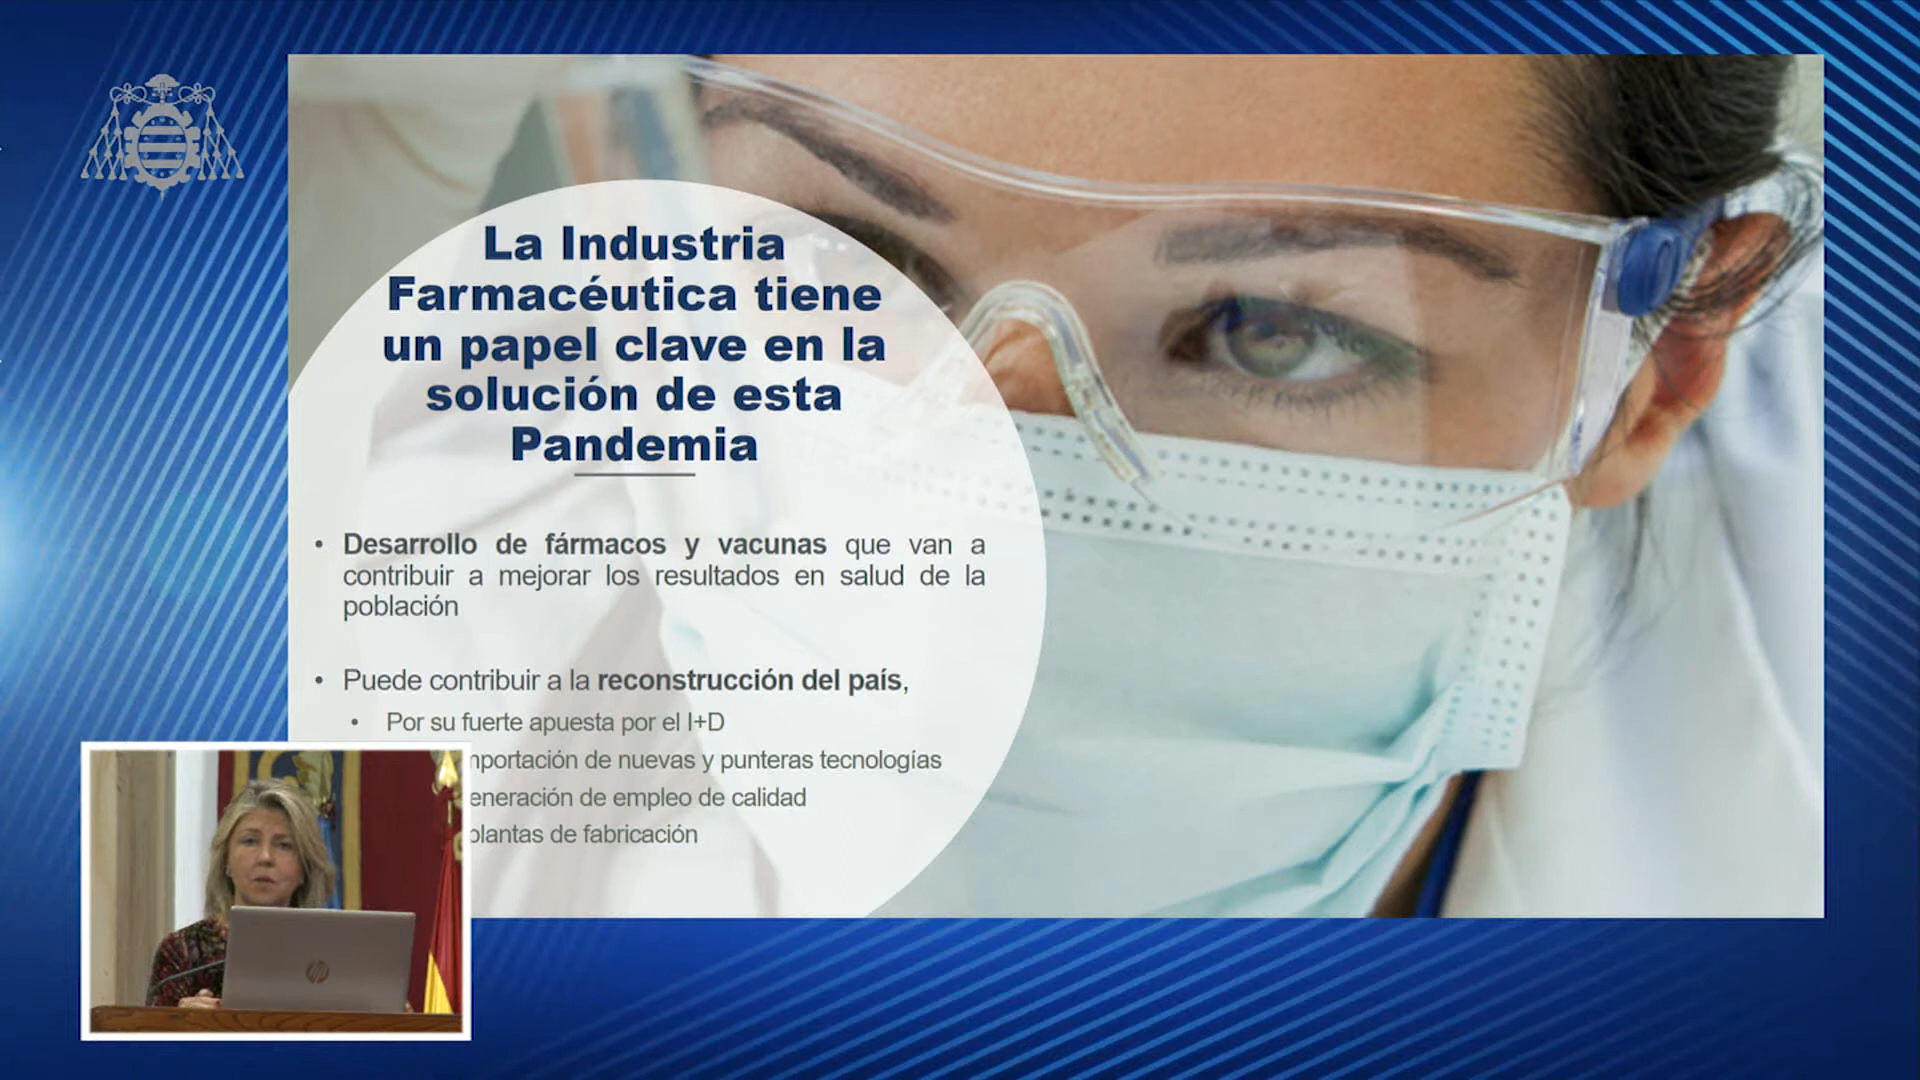 La Industria
Farmacéutica tiene
un papel clave en la
solución de esta
Pandemia
• Desarrollo de fármacos y vacunas que van a
contribuir a mejorar los resultados en salud de la
población
• Puede contribuir a la reconstrucción del país,
• Por su fuerte apuesta por el I+D
de nuevas y punteras tecnologías
de empleo de calidad
plantas de fabricación
hp